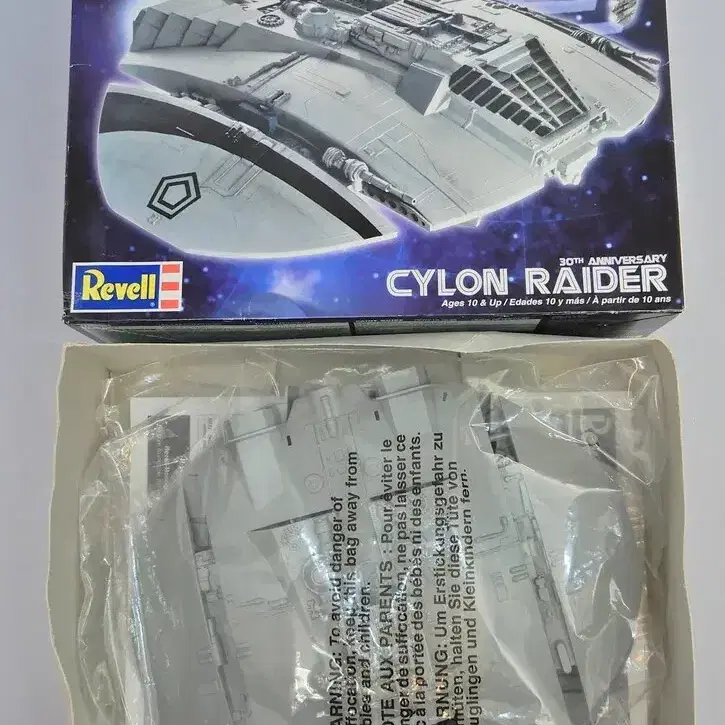 Revell
30TH ANNIVERSARY
CYLON RAIDER
Ages 10 & Up / Edades 10 y más / À partir de 10 ans
WARNING: To avoid danger of
suffocation, keep this bag away from
babies and children.
NOTE AUX PARENTS : Pour éviter le
danger de suffocation, ne pas laisser ce
sac à la portée des bébés ni des enfants.
WARNUNG: Um Erstickungsgefahr zu
halten Sie diese Tüte von
Säuglingen und Kleinkindern fern.